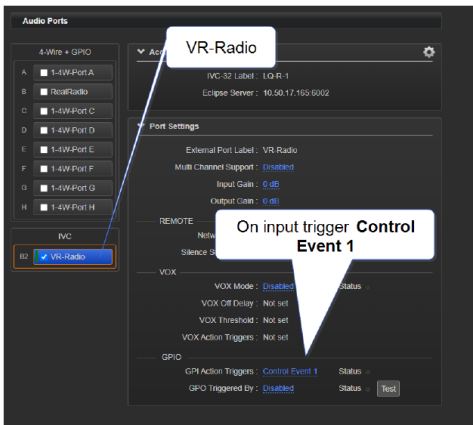 Audio Ports
VR-Radio
4-Wire + GPIO
A 1-4W-Port A
B RealRadio
C 1-4W-Port C
D 1-4W-Port D
E 1-4W-Port E
F 1-4W-Port F
G 1-4W-Port G
H 1-4W-Port H
IVC
B2 VR-Radio
IVC-32 Label : LQ-R-1
Eclipse Server : 10.50.17.165:6002
Port Settings
External Port Label : VR-Radio
Multi Channel Support : Disabled
Input Gain : 0 dB
Output Gain : 0 dB
REMOTE
On input trigger Control
Event 1
VOX
VOX Mode : Disabled Status
VOX Off Delay : Not set
VOX Threshold : Not set
VOX Action Triggers : Not set
GPIO
GPI Action Triggers : Control Event 1 Status
GPO Triggered By : Disabled Status Test